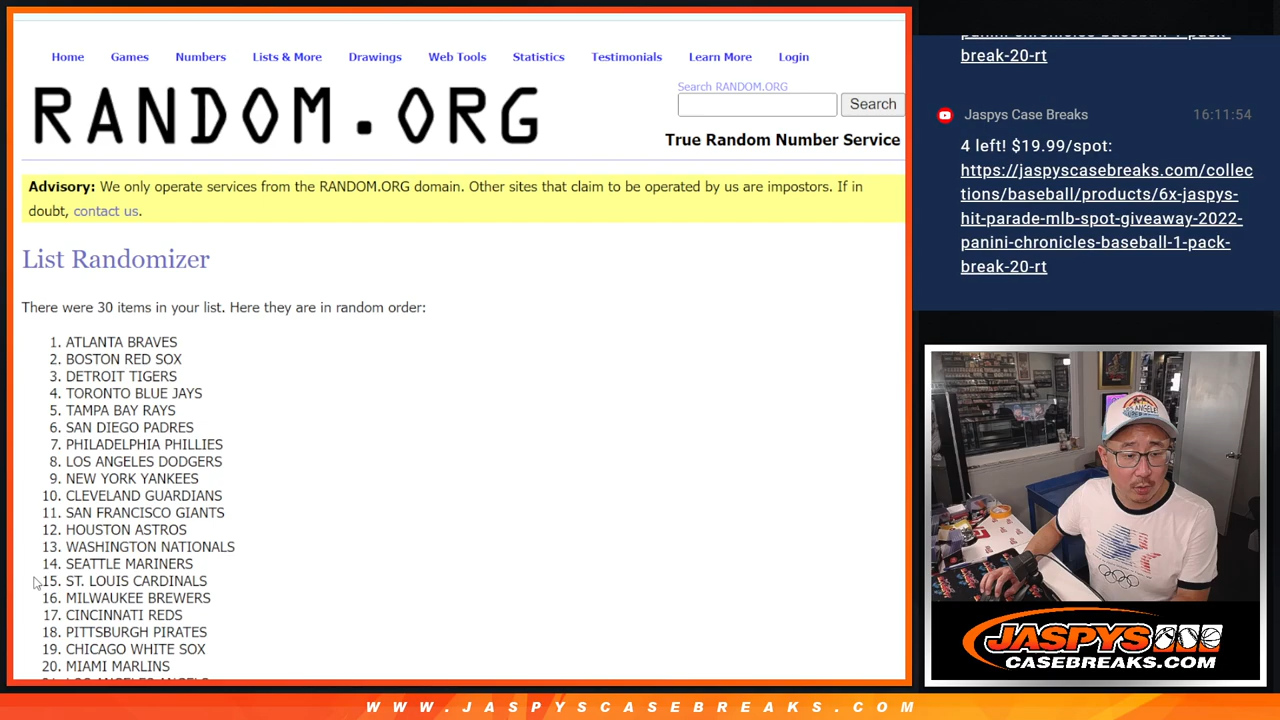 Home Games Numbers Lists & More Drawings Web Tools Statistics Testimonials Learn More Login
RANDOM.ORG
Search RANDOM.ORG
Search
True Random Number Service
Advisory: We only operate services from the RANDOM.ORG domain. Other sites that claim to be operated by us are impostors. If in
doubt, contact us.
List Randomizer
There were 30 items in your list. Here they are in random order:
1. ATLANTA BRAVES
2. BOSTON RED SOX
3. DETROIT TIGERS
4. TORONTO BLUE JAYS
5. TAMPA BAY RAYS
6. SAN DIEGO PADRES
7. PHILADELPHIA PHILLIES
8. LOS ANGELES DODGERS
9. NEW YORK YANKEES
10. CLEVELAND GUARDIANS
11. SAN FRANCISCO GIANTS
12. HOUSTON ASTROS
13. WASHINGTON NATIONALS
14. SEATTLE MARINERS
15. ST. LOUIS CARDINALS
16. MILWAUKEE BREWERS
17. CINCINNATI REDS
18. PITTSBURGH PIRATES
19. CHICAGO WHITE SOX
20. MIAMI MARLINS
panini-chronicles-baseball-1-pack-
break-20-rt
Jaspys Case Breaks 16:11:54
4 left! $19.99/spot:
https://jaspyscasebreaks.com/collec
tions/baseball/products/6x-jaspys-
hit-parade-mlb-spot-giveaway-2022-
panini-chronicles-baseball-1-pack-
break-20-rt
JASPYS
CASEBREAKS.COM
WWW.JASPYSCASEBREAKS.COM